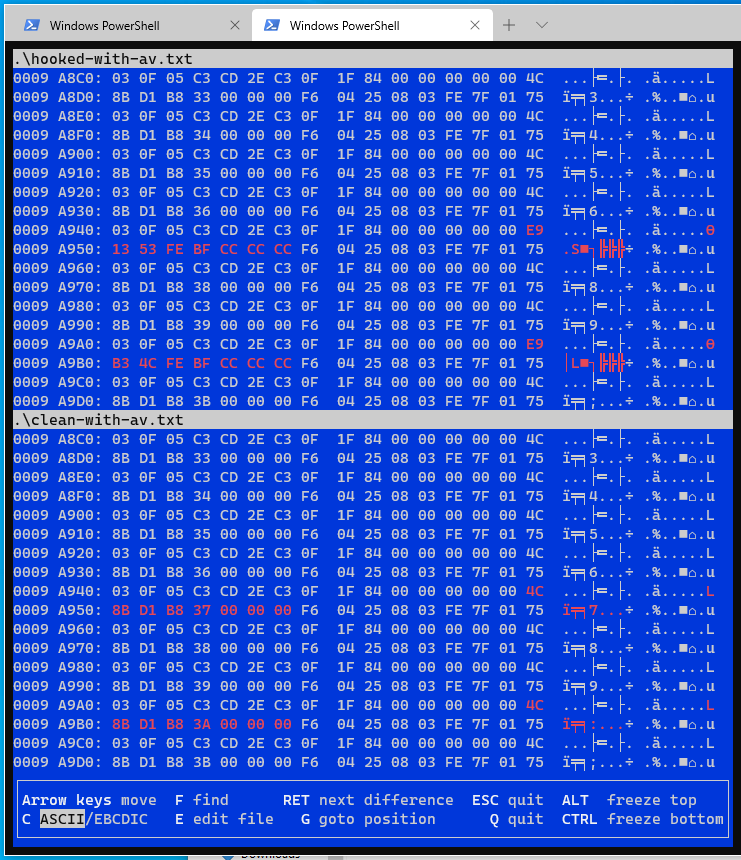 Windows PowerShell
Windows PowerShell
.\hooked-with-av.txt
0009 A8C0: 03 0F 05 C3 CD 2E C3 0F  1F 84 00 00 00 00 00 4C  ...├═.├. .ä.....L
0009 A8D0: 8B D1 B8 33 00 00 00 F6  04 25 08 03 FE 7F 01 75  ï╤╕3...÷ .%..■⌂.u
0009 A8E0: 03 0F 05 C3 CD 2E C3 0F  1F 84 00 00 00 00 00 4C  ...├═.├. .ä.....L
0009 A8F0: 8B D1 B8 34 00 00 00 F6  04 25 08 03 FE 7F 01 75  ï╤╕4...÷ .%..■⌂.u
0009 A900: 03 0F 05 C3 CD 2E C3 0F  1F 84 00 00 00 00 00 4C  ...├═.├. .ä.....L
0009 A910: 8B D1 B8 35 00 00 00 F6  04 25 08 03 FE 7F 01 75  ï╤╕5...÷ .%..■⌂.u
0009 A920: 03 0F 05 C3 CD 2E C3 0F  1F 84 00 00 00 00 00 4C  ...├═.├. .ä.....L
0009 A930: 8B D1 B8 36 00 00 00 F6  04 25 08 03 FE 7F 01 75  ï╤╕6...÷ .%..■⌂.u
0009 A940: 03 0F 05 C3 CD 2E C3 0F  1F 84 00 00 00 00 00 E9  ...├═.├. .ä.....Θ
0009 A950: 13 53 FE BF CC CC CC F6  04 25 08 03 FE 7F 01 75  .S■┐╠╠╠÷ .%..■⌂.u
0009 A960: 03 0F 05 C3 CD 2E C3 0F  1F 84 00 00 00 00 00 4C  ...├═.├. .ä.....L
0009 A970: 8B D1 B8 38 00 00 00 F6  04 25 08 03 FE 7F 01 75  ï╤╕8...÷ .%..■⌂.u
0009 A980: 03 0F 05 C3 CD 2E C3 0F  1F 84 00 00 00 00 00 4C  ...├═.├. .ä.....L
0009 A990: 8B D1 B8 39 00 00 00 F6  04 25 08 03 FE 7F 01 75  ï╤╕9...÷ .%..■⌂.u
0009 A9A0: 03 0F 05 C3 CD 2E C3 0F  1F 84 00 00 00 00 00 E9  ...├═.├. .ä.....Θ
0009 A9B0: B3 4C FE BF CC CC CC F6  04 25 08 03 FE 7F 01 75  │L■┐╠╠╠÷ .%..■⌂.u
0009 A9C0: 03 0F 05 C3 CD 2E C3 0F  1F 84 00 00 00 00 00 4C  ...├═.├. .ä.....L
0009 A9D0: 8B D1 B8 3B 00 00 00 F6  04 25 08 03 FE 7F 01 75  ï╤╕;...÷ .%..■⌂.u
.\clean-with-av.txt
0009 A8C0: 03 0F 05 C3 CD 2E C3 0F  1F 84 00 00 00 00 00 4C  ...├═.├. .ä.....L
0009 A8D0: 8B D1 B8 33 00 00 00 F6  04 25 08 03 FE 7F 01 75  ï╤╕3...÷ .%..■⌂.u
0009 A8E0: 03 0F 05 C3 CD 2E C3 0F  1F 84 00 00 00 00 00 4C  ...├═.├. .ä.....L
0009 A8F0: 8B D1 B8 34 00 00 00 F6  04 25 08 03 FE 7F 01 75  ï╤╕4...÷ .%..■⌂.u
0009 A900: 03 0F 05 C3 CD 2E C3 0F  1F 84 00 00 00 00 00 4C  ...├═.├. .ä.....L
0009 A910: 8B D1 B8 35 00 00 00 F6  04 25 08 03 FE 7F 01 75  ï╤╕5...÷ .%..■⌂.u
0009 A920: 03 0F 05 C3 CD 2E C3 0F  1F 84 00 00 00 00 00 4C  ...├═.├. .ä.....L
0009 A930: 8B D1 B8 36 00 00 00 F6  04 25 08 03 FE 7F 01 75  ï╤╕6...÷ .%..■⌂.u
0009 A940: 03 0F 05 C3 CD 2E C3 0F  1F 84 00 00 00 00 00 4C  ...├═.├. .ä.....L
0009 A950: 8B D1 B8 37 00 00 00 F6  04 25 08 03 FE 7F 01 75  ï╤╕7...÷ .%..■⌂.u
0009 A960: 03 0F 05 C3 CD 2E C3 0F  1F 84 00 00 00 00 00 4C  ...├═.├. .ä.....L
0009 A970: 8B D1 B8 38 00 00 00 F6  04 25 08 03 FE 7F 01 75  ï╤╕8...÷ .%..■⌂.u
0009 A980: 03 0F 05 C3 CD 2E C3 0F  1F 84 00 00 00 00 00 4C  ...├═.├. .ä.....L
0009 A990: 8B D1 B8 39 00 00 00 F6  04 25 08 03 FE 7F 01 75  ï╤╕9...÷ .%..■⌂.u
0009 A9A0: 03 0F 05 C3 CD 2E C3 0F  1F 84 00 00 00 00 00 4C  ...├═.├. .ä.....L
0009 A9B0: 8B D1 B8 3A 00 00 00 F6  04 25 08 03 FE 7F 01 75  ï╤╕:...÷ .%..■⌂.u
0009 A9C0: 03 0F 05 C3 CD 2E C3 0F  1F 84 00 00 00 00 00 4C  ...├═.├. .ä.....L
0009 A9D0: 8B D1 B8 3B 00 00 00 F6  04 25 08 03 FE 7F 01 75  ï╤╕;...÷ .%..■⌂.u
Arrow keys move  F find      RET next difference  ESC quit  ALT  freeze top
C ASCII/EBCDIC   E edit file   G goto position      Q quit  CTRL freeze bottom
Downloads